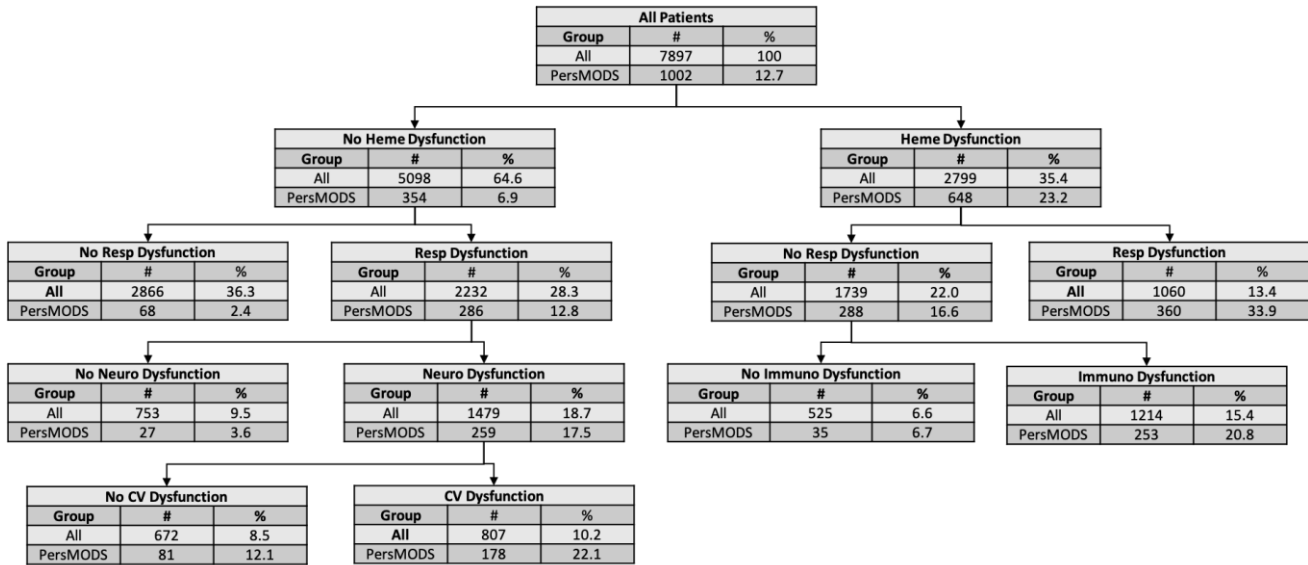 All Patients
Group # %
All 7897 100
PersMODS 1002 12.7
No Heme Dysfunction
Group # %
All 5098 64.6
PersMODS 354 6.9
Heme Dysfunction
Group # %
All 2799 35.4
PersMODS 648 23.2
No Resp Dysfunction
Group # %
All 2866 36.3
PersMODS 68 2.4
Resp Dysfunction
Group # %
All 2232 28.3
PersMODS 286 12.8
No Resp Dysfunction
Group # %
All 1739 22.0
PersMODS 288 16.6
Resp Dysfunction
Group # %
All 1060 13.4
PersMODS 360 33.9
No Neuro Dysfunction
Group # %
All 753 9.5
PersMODS 27 3.6
Neuro Dysfunction
Group # %
All 1479 18.7
PersMODS 259 17.5
No Immuno Dysfunction
Group # %
All 525 6.6
PersMODS 35 6.7
Immuno Dysfunction
Group # %
All 1214 15.4
PersMODS 253 20.8
No CV Dysfunction
Group # %
All 672 8.5
PersMODS 81 12.1
CV Dysfunction
Group # %
All 807 10.2
PersMODS 178 22.1